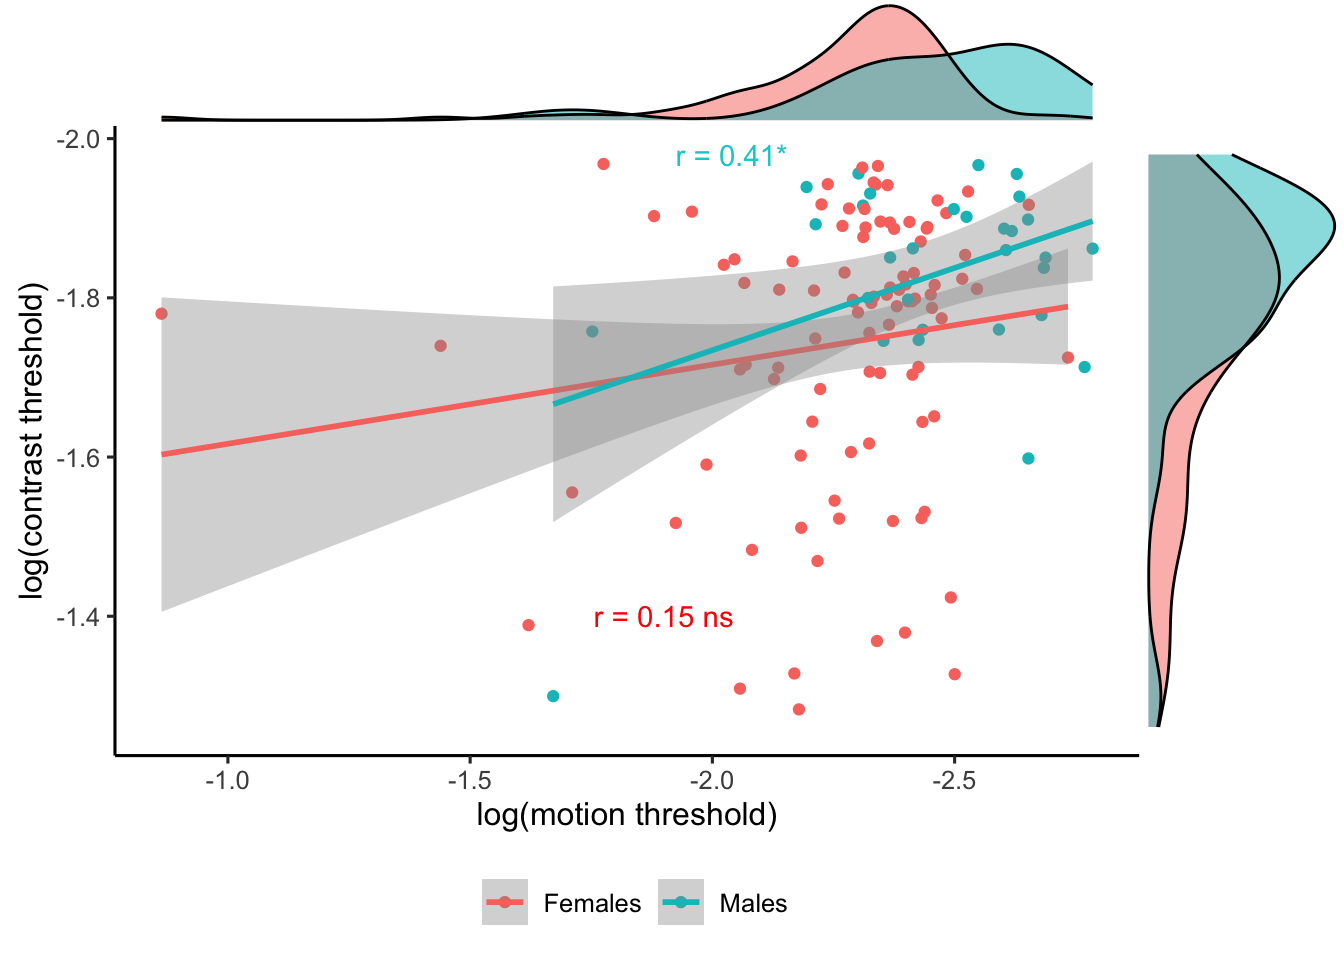 r = 0.41*
r = 0.15 ns
log(contrast threshold)
-2.0
-1.8
-1.6
-1.4
-1.0
-1.5
-2.0
-2.5
log(motion threshold)
Females
Males